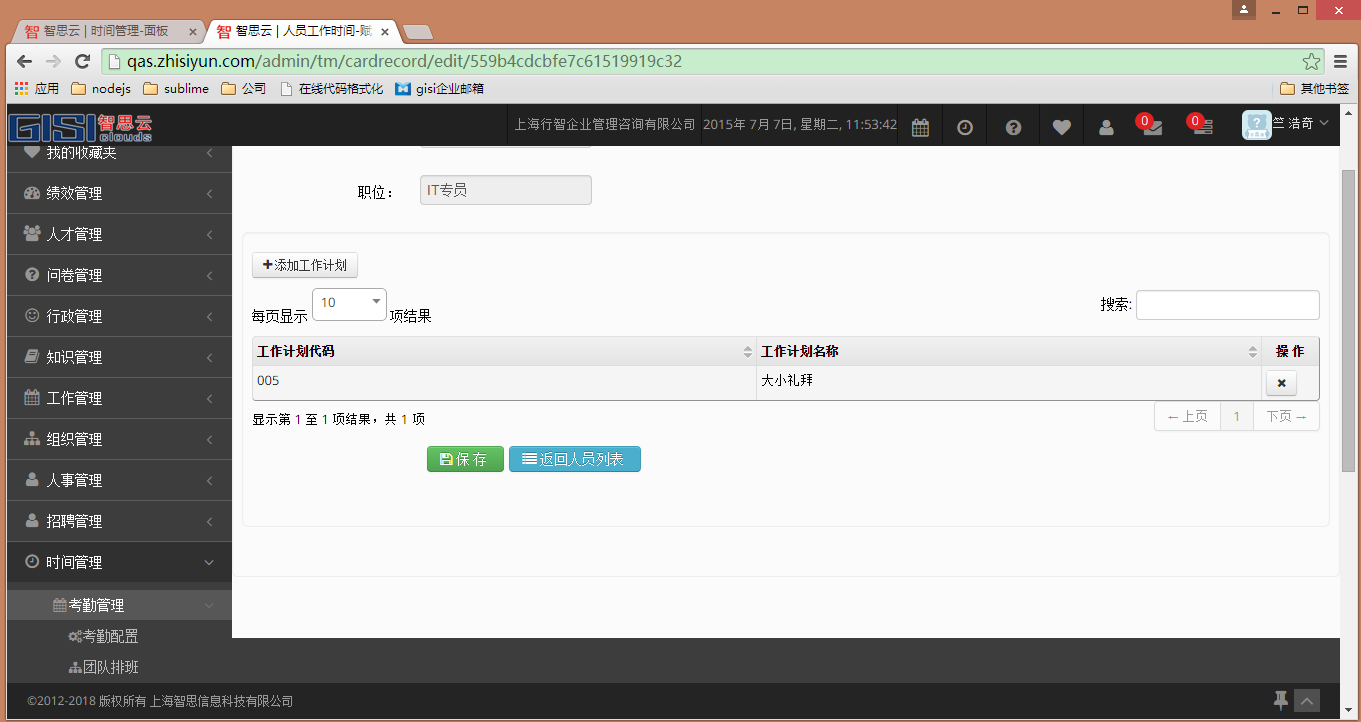 智 智思云 | 时间管理-面板
智 智思云 | 人员工作时间-赋
qas.zhisiyun.com/admin/tm/cardrecord/edit/559b4cdcbfe7c61519919c32
应用 nodejs sublime 公司 在线代码格式化 gisi企业邮箱 其他书签
GISI 智思云 clouds
上海行智企业管理咨询有限公司 2015年 7月 7日, 星期二, 11:53:42 0 0 竺 浩奇
我的收藏夹
绩效管理
人才管理
问卷管理
行政管理
知识管理
工作管理
组织管理
人事管理
招聘管理
时间管理
考勤管理
考勤配置
团队排班
职位： IT专员
添加工作计划
每页显示 10 项结果 搜索:
工作计划代码 工作计划名称 操 作
005 大小礼拜
显示第 1 至 1 项结果，共 1 项 ← 上页 1 下页 →
保 存 返回人员列表
©2012-2018 版权所有 上海智思信息科技有限公司